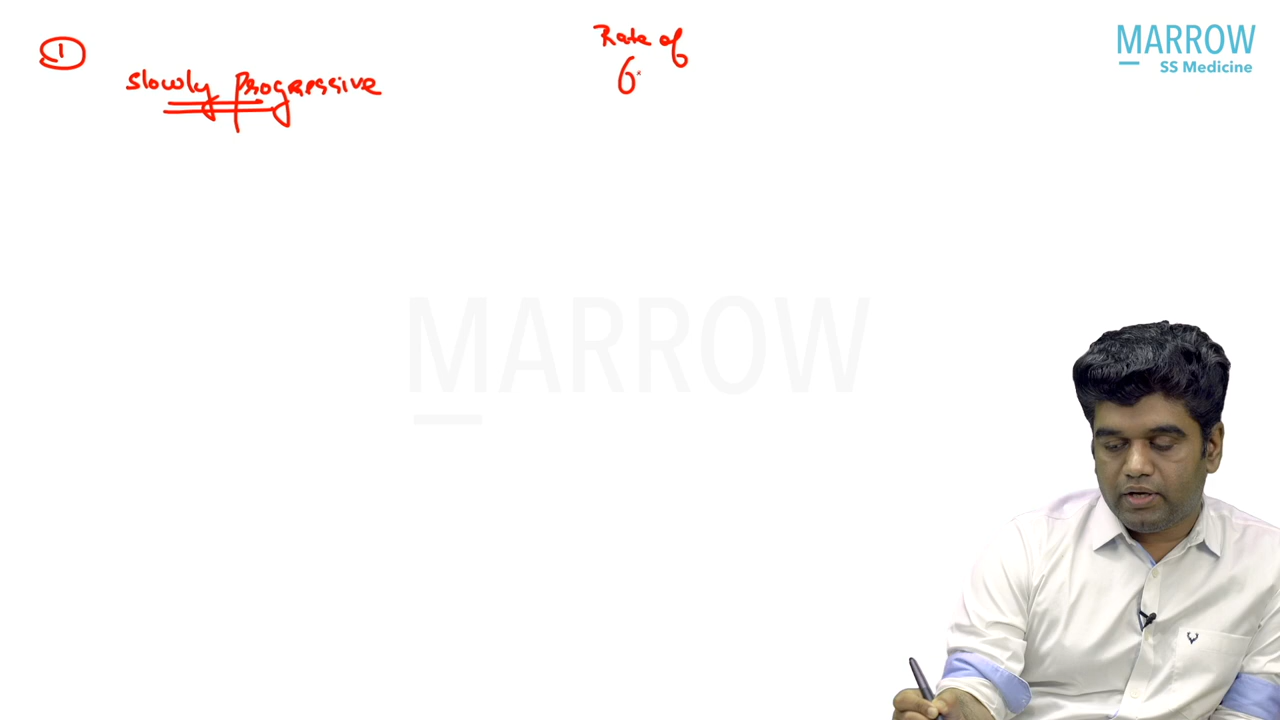 ①
slowly progressive
Rate of
MARROW
SS Medicine
MARROW